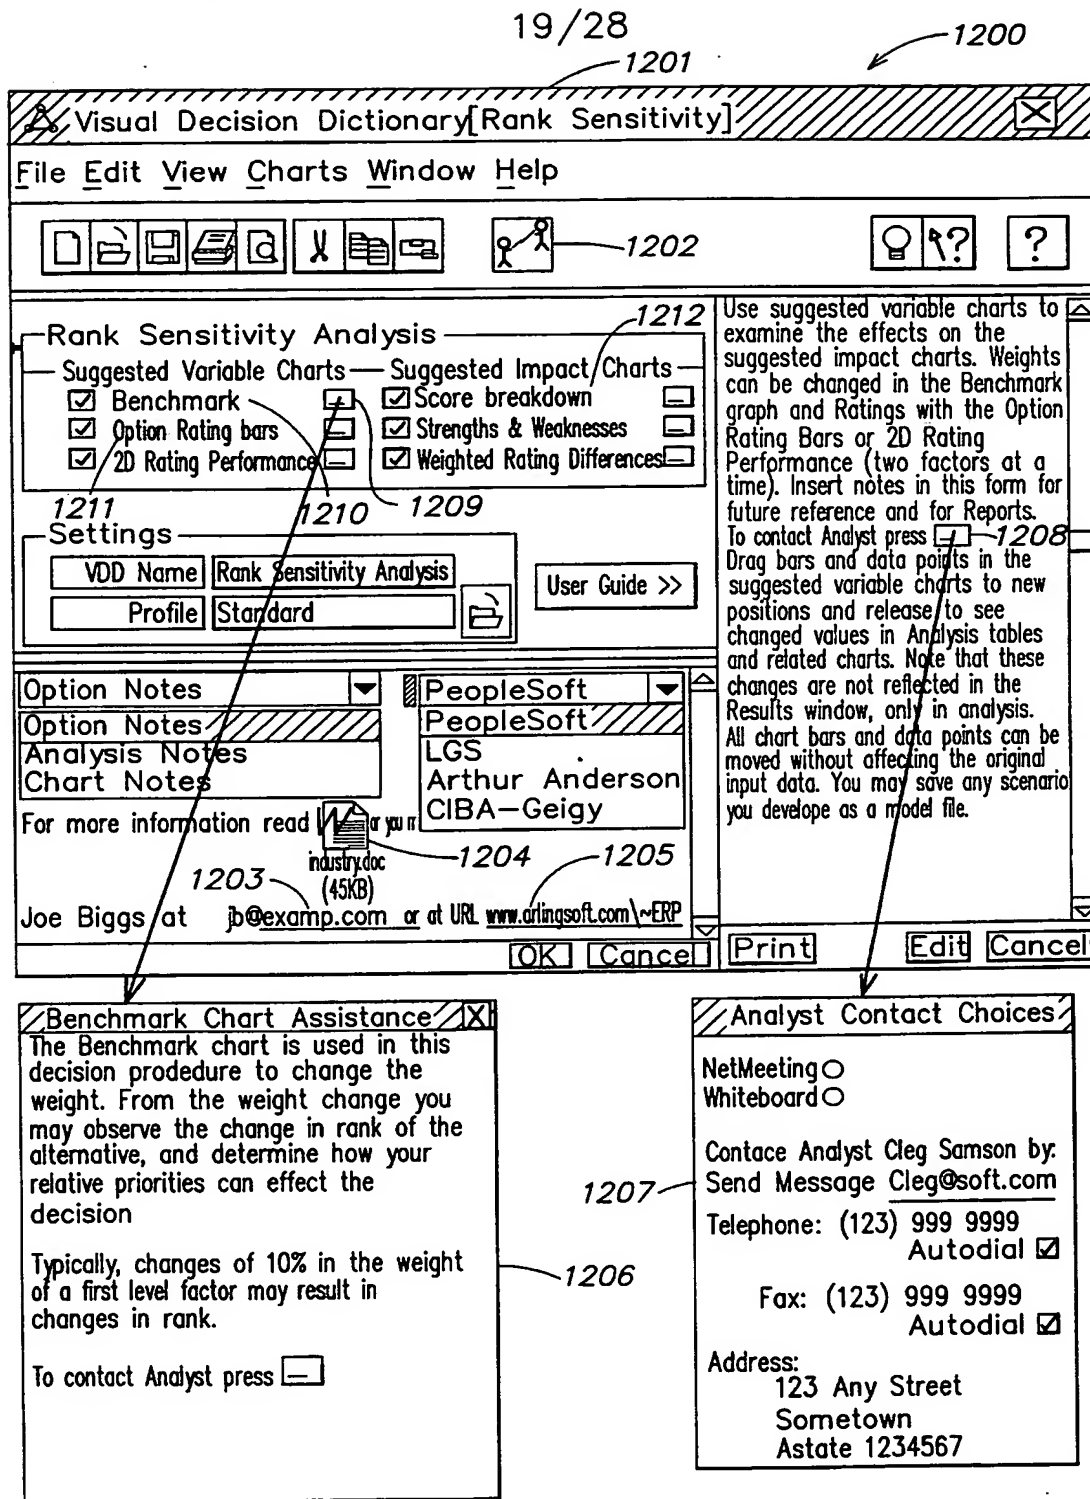 19/28
1200
1201
Visual Decision Dictionary[Rank Sensitivity]
File Edit View Charts Window Help
1202
?
?
Rank Sensitivity Analysis
1212
Suggested Variable Charts
Suggested Impact Charts
Benchmark
Score breakdown
Option Rating bars
Strengths & Weaknesses
2D Rating Performance
Weighted Rating Differences
1211
1210
1209
Settings
VDD Name
Rank Sensitivity Analysis
Profile
Standard
User Guide >>
Use suggested variable charts to
examine the effects on the
suggested impact charts. Weights
can be changed in the Benchmark
graph and Ratings with the Option
Rating Bars or 2D Rating
Performance (two factors at a
time). Insert notes in this form for
future reference and for Reports.
To contact Analyst press
1208
Drag bars and data points in the
suggested variable charts to new
positions and release to see
changed values in Analysis tables
and related charts. Note that these
changes are not reflected in the
Results window, only in analysis.
All chart bars and data points can be
moved without affecting the original
input data. You may save any scenario
you develope as a model file.
Print Edit Cancel
Option Notes
Option Notes
Analysis Notes
Chart Notes
PeopleSoft
PeopleSoft
LGS
Arthur Anderson
CIBA-Geigy
For more information read
industry.doc
(45KB)
1204
1205
1203
Joe Biggs at jb@examp.com or at URL www.arlingsoft.com\~ERP
OK Cancel
Benchmark Chart Assistance X
The Benchmark chart is used in this
decision prodedure to change the
weight. From the weight change you
may observe the change in rank of the
alternative, and determine how your
relative priorities can effect the
decision
Typically, changes of 10% in the weight
of a first level factor may result in
changes in rank.
To contact Analyst press
1206
Analyst Contact Choices
NetMeeting
Whiteboard
Contace Analyst Cleg Samson by:
Send Message Cleg@soft.com
1207
Telephone: (123) 999 9999
Autodial
Fax: (123) 999 9999
Autodial
Address:
123 Any Street
Sometown
Astate 1234567